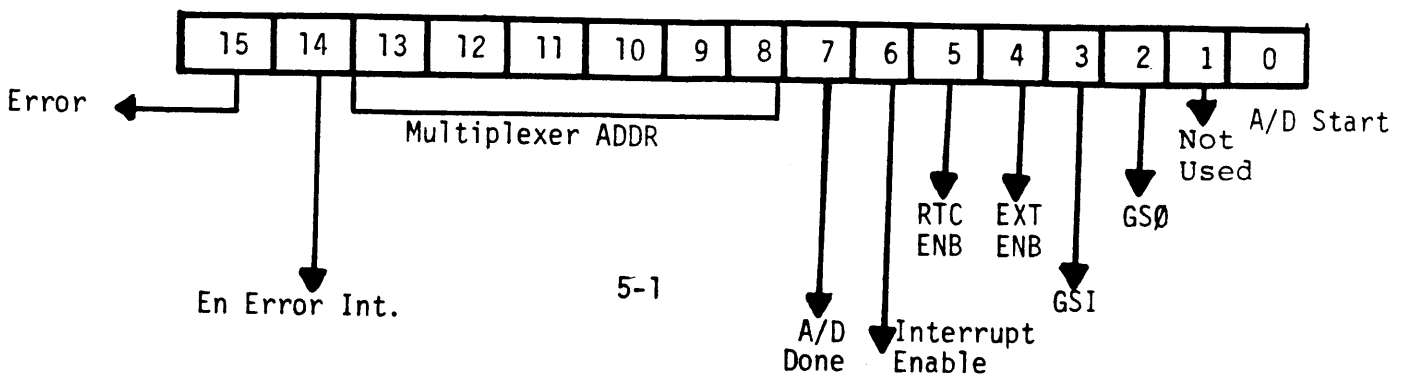 15 14 13 12 11 10 9 8 7 6 5 4 3 2 1 0
Error
Multiplexer ADDR
A/D Start
Not
Used
RTC
ENB
EXT
ENB
GSØ
GSI
En Error Int.
5-1
A/D
Done
Interrupt
Enable